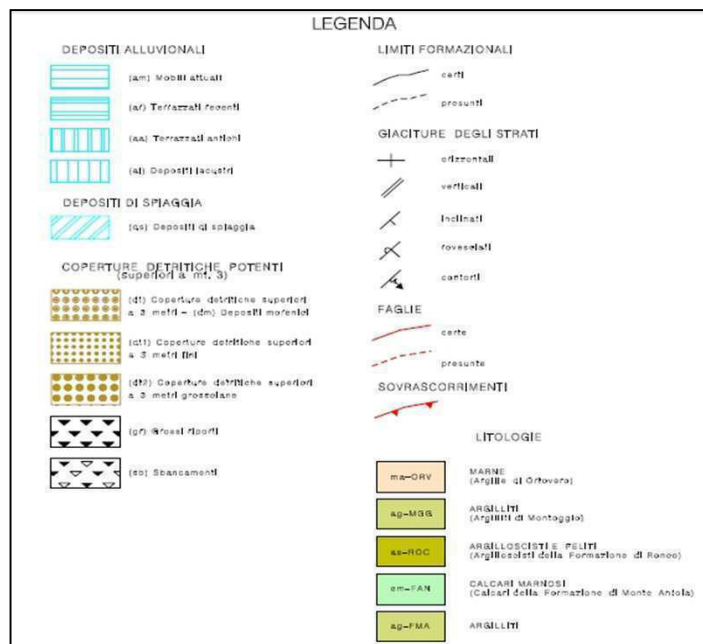 LEGENDA
DEPOSITI ALLUVIONALI
(am) Mobili attuali
(ar) Terrazzati recenti
(aa) Terrazzati antichi
(al) Depositi lacustri
DEPOSITI DI SPIAGGIA
(qs) Depositi di spiaggia
COPERTURE DETRITICHE POTENTI
(superiori a mt. 3)
(dt) Coperture detritiche superiori
a 3 metri - (dm) Depositi morenici
(dt1) Coperture detritiche superiori
a 3 metri fini
(dt2) Coperture detritiche superiori
a 3 metri grossolane
(gr) Grossi riporti
(sb) Sbancamenti
LIMITI FORMAZIONALI
certi
presunti
GIACITURE DEGLI STRATI
orizzontali
verticali
inclinati
rovesciati
contorti
FAGLIE
certe
presunte
SOVRASCORRIMENTI
LITOLOGIE
ma-ORV
MARNE
(Argille di Ortovero)
ag-MGG
ARGILLITI
(Argilliti di Montoggio)
as-ROC
ARGILLOSCISTI E PELITI
(Argilloscisti della Formazione di Ronco)
cm-FAN
CALCARI MARNOSI
(Calcari della Formazione di Monte Antola)
ag-FMA
ARGILLITI